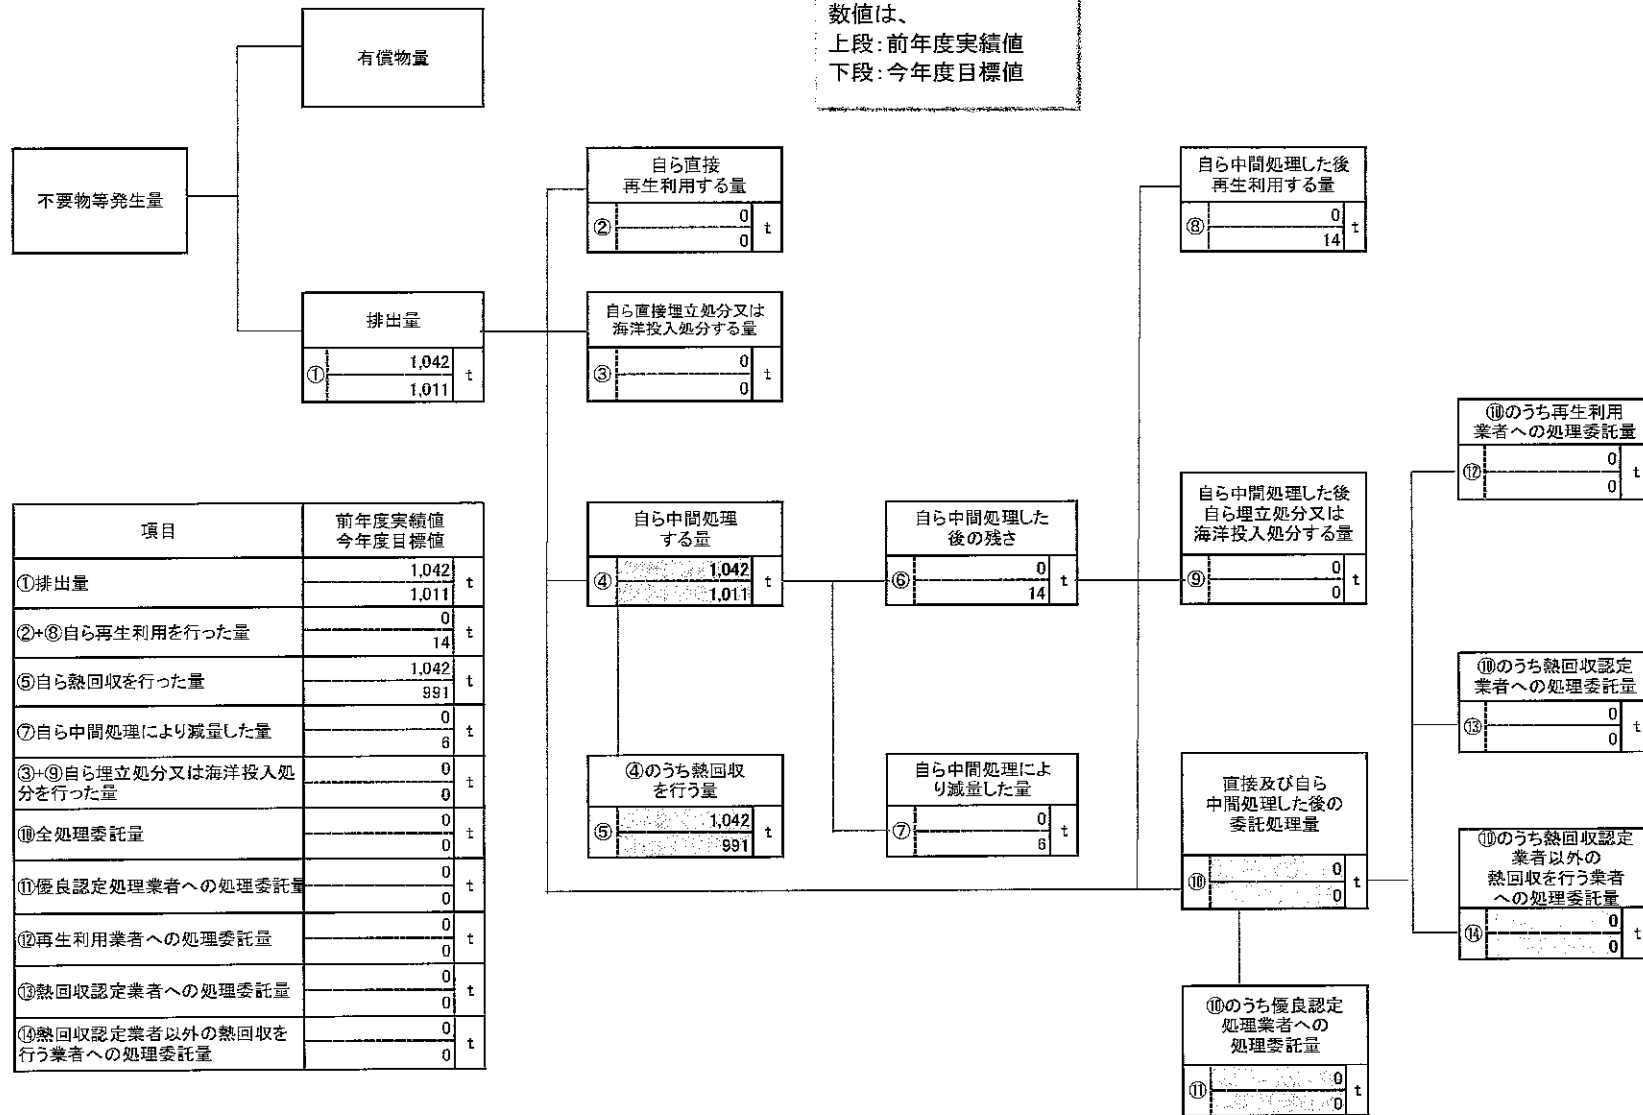 数値は、
上段：前年度実績値
下段：今年度目標値
有償物量
不要物等発生量
排出量
①
1,042
1,011
t
自ら直接
再生利用する量
②
0
0
t
自ら直接埋立処分又は
海洋投入処分する量
③
0
0
t
自ら中間処理
する量
④
1,042
1,011
t
④のうち熱回収
を行う量
⑤
1,042
991
t
自ら中間処理した
後の残さ
⑥
0
14
t
自ら中間処理によ
り減量した量
⑦
0
6
t
自ら中間処理した後
再生利用する量
⑧
0
14
t
自ら中間処理した後
自ら埋立処分又は
海洋投入処分する量
⑨
0
0
t
直接及び自ら
中間処理した後の
委託処理量
⑩
0
0
t
⑩のうち優良認定
処理業者への
処理委託量
⑪
0
0
t
⑩のうち再生利用
業者への処理委託量
⑫
0
0
t
⑩のうち熱回収認定
業者への処理委託量
⑬
0
0
t
⑩のうち熱回収認定
業者以外の
熱回収を行う業者
への処理委託量
⑭
0
0
t
項目
前年度実績値
今年度目標値
①排出量
1,042
1,011
t
②+⑧自ら再生利用を行った量
0
14
t
⑤自ら熱回収を行った量
1,042
991
t
⑦自ら中間処理により減量した量
0
6
t
③+⑨自ら埋立処分又は海洋投入処
分を行った量
0
0
t
⑩全処理委託量
0
0
t
⑪優良認定処理業者への処理委託量
0
0
t
⑫再生利用業者への処理委託量
0
0
t
⑬熱回収認定業者への処理委託量
0
0
t
⑭熱回収認定業者以外の熱回収を
行う業者への処理委託量
0
0
t